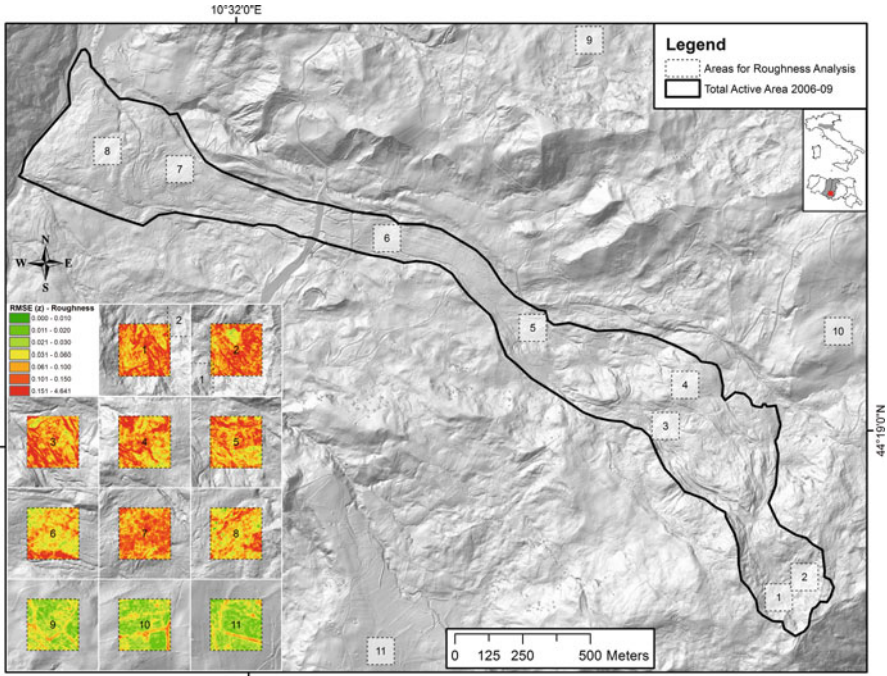 10°32'0"E
Legend
Areas for Roughness Analysis
Total Active Area 2006-09
9
8
7
6
5
10
4
3
44°19'0"N
2
1
11
N
W E
S
RMSE (z) - Roughness
0.000 - 0.010
0.011 - 0.020
0.021 - 0.030
0.031 - 0.060
0.061 - 0.100
0.101 - 0.150
0.151 - 4.641
2
1 2
1
3 4 5
6 7 8
9 10 11
0 125 250 500 Meters